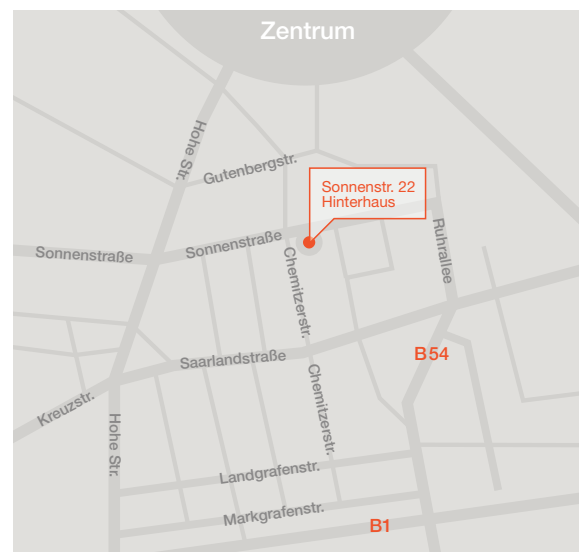 Zentrum
Hohe Str.
Gutenbergstr.
Sonnenstr. 22
Hinterhaus
Sonnenstraße
Sonnenstraße
Ruhrallee
Chemitzerstr.
Saarlandstraße
B54
Kreuzstr.
Chemitzerstr.
Hohe Str.
Landgrafenstr.
Markgrafenstr.
B1